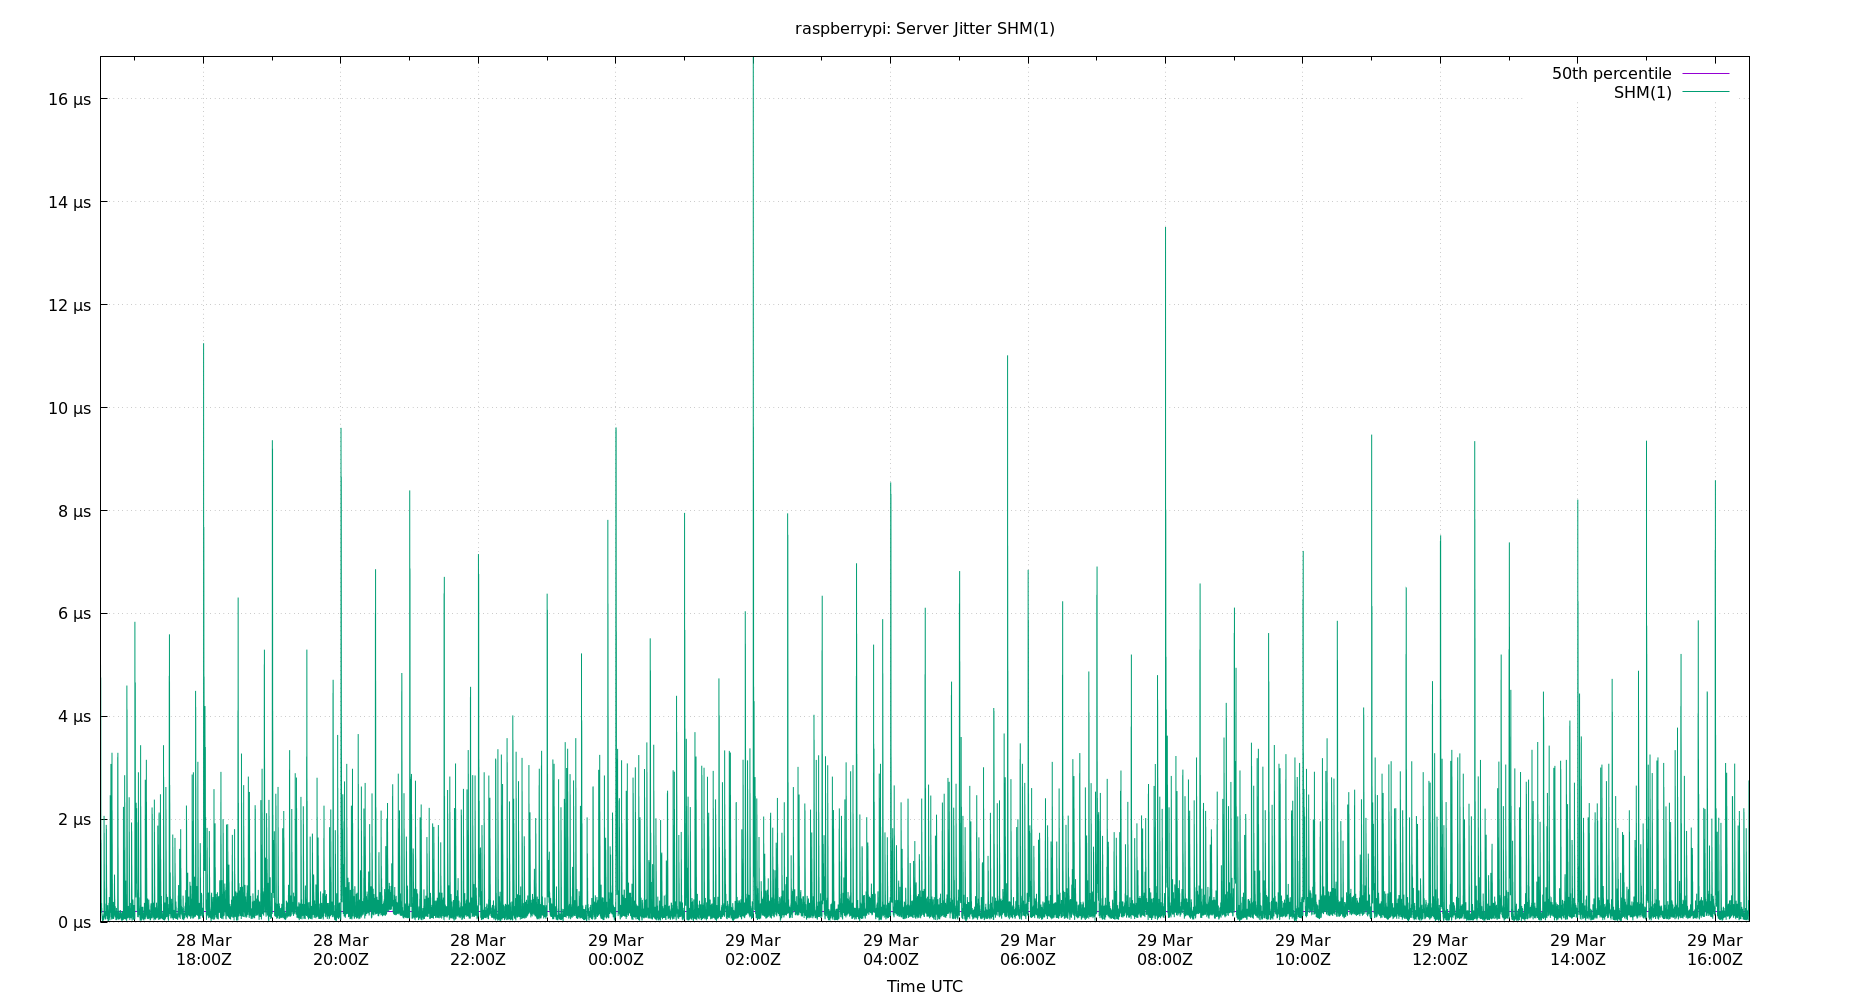 raspberrypi: Server Jitter SHM(1)
50th percentile
SHM(1)
16 µs
14 µs
12 µs
10 µs
8 µs
6 µs
4 µs
2 µs
0 µs
28 Mar 28 Mar 28 Mar 29 Mar 29 Mar 29 Mar 29 Mar 29 Mar 29 Mar 29 Mar 29 Mar 29 Mar
18:00Z 20:00Z 22:00Z 00:00Z 02:00Z 04:00Z 06:00Z 08:00Z 10:00Z 12:00Z 14:00Z 16:00Z
Time UTC